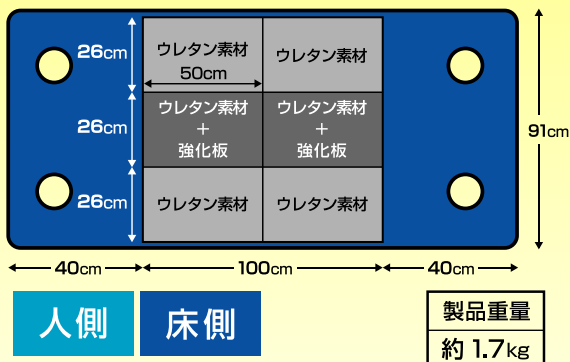 26cm
ウレタン素材
50cm
ウレタン素材
26cm
ウレタン素材
+
強化板
ウレタン素材
+
強化板
91cm
26cm
ウレタン素材
ウレタン素材
40cm
100cm
40cm
人側
床側
製品重量
約 1.7kg